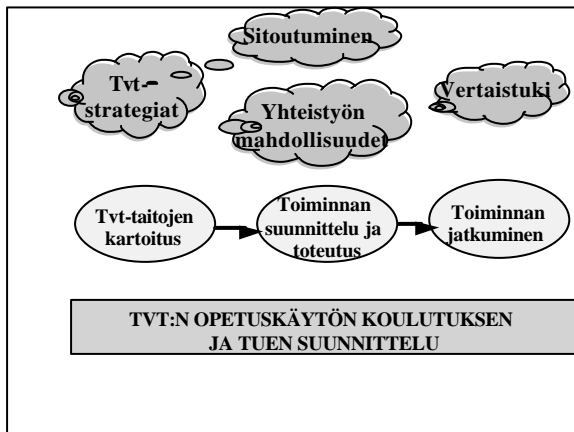 Sitoutuminen
Tvt-
strategiat
Vertaistuki
Yhteistyön
mahdollisuudet
Tvt-taitojen
kartoitus
Toiminnan
suunnittelu ja
toteutus
Toiminnan
jatkuminen
TVT:N OPETUSKÄYTÖN KOULUTUKSEN
JA TUEN SUUNNITTELU